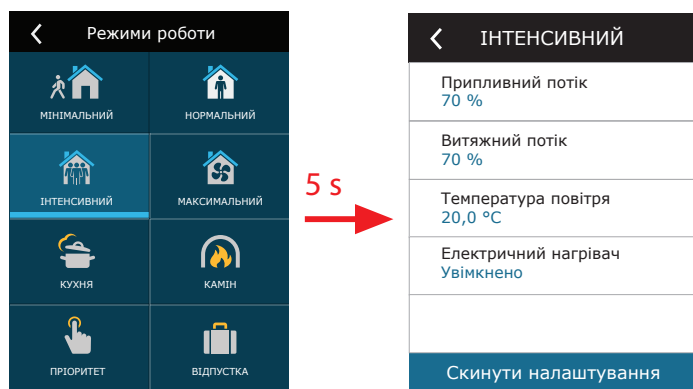 Режими роботи
МІНІМАЛЬНИЙ
НОРМАЛЬНИЙ
ІНТЕНСИВНИЙ
МАКСИМАЛЬНИЙ
КУХНЯ
КАМІН
ПРІОРИТЕТ
ВІДПУСТКА
5 s
ІНТЕНСИВНИЙ
Припливний потік
70 %
Витяжний потік
70 %
Температура повітря
20,0 °C
Електричний нагрівач
Увімкнено
Скинути налаштування